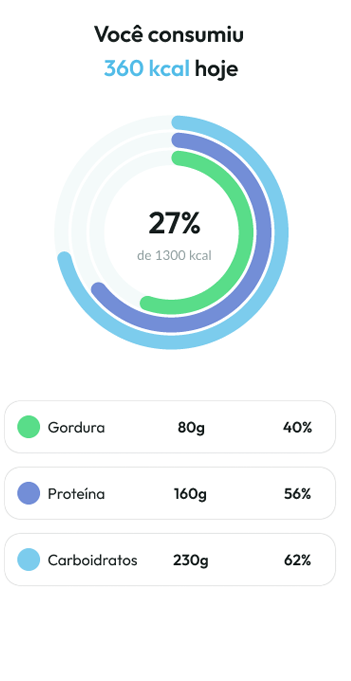 Você consumiu
360 kcal hoje
27%
de 1300 kcal
Gordura 80g 40%
Proteína 160g 56%
Carboidratos 230g 62%